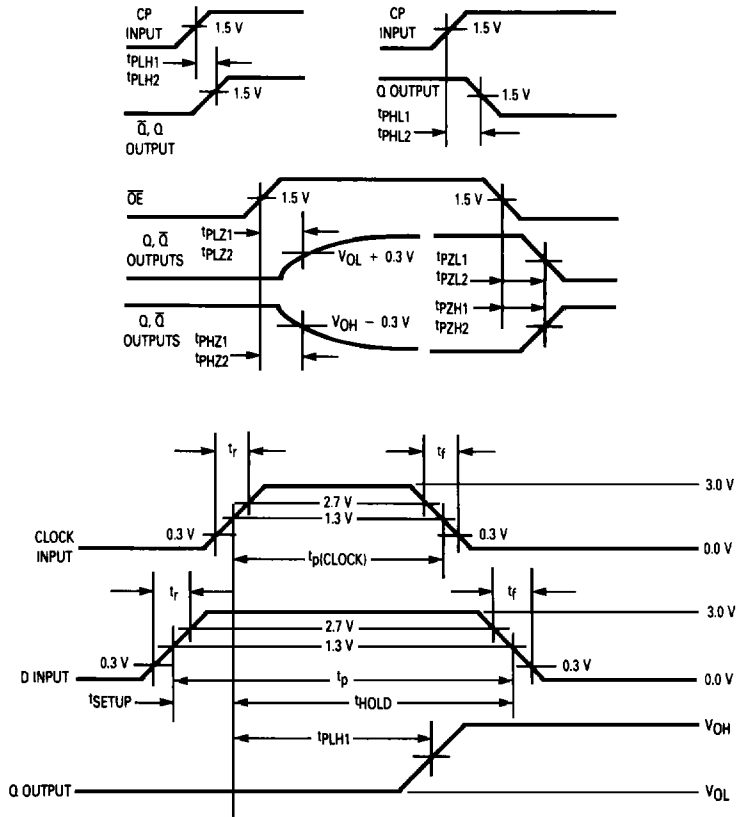 CP INPUT
1.5 V
tPLH1
tPLH2
1.5 V
Q̅, Q OUTPUT
CP INPUT
1.5 V
Q OUTPUT
1.5 V
tPHL1
tPHL2
O̅E̅
1.5 V
1.5 V
tPLZ1
tPLZ2
Q, Q̅ OUTPUTS
VOL + 0.3 V
tPZL1
tPZL2
tPZH1
tPZH2
Q, Q̅ OUTPUTS
VOH − 0.3 V
tPHZ1
tPHZ2
tr
tf
3.0 V
2.7 V
1.3 V
0.3 V
0.3 V
CLOCK INPUT
0.0 V
tp(CLOCK)
tr
tf
3.0 V
2.7 V
1.3 V
0.3 V
0.3 V
D INPUT
0.0 V
tp
tSETUP
tHOLD
tPLH1
VOH
Q OUTPUT
VOL